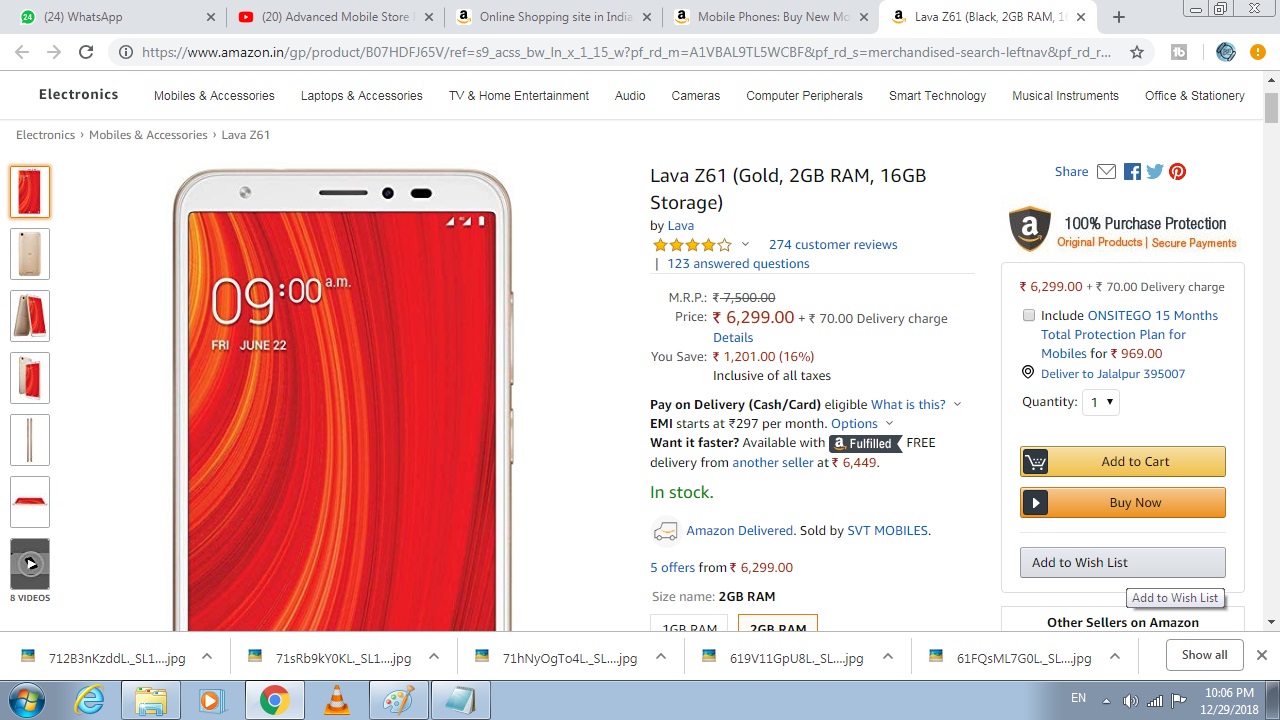 (24) WhatsApp
(20) Advanced Mobile Store
Online Shopping site in India
Mobile Phones: Buy New Mo
Lava Z61 (Black, 2GB RAM, 16
24
https://www.amazon.in/gp/product/B07HDFJ65V/ref=s9_acss_bw_ln_x_1_15_w?pf_rd_m=A1VBAL9TL5WCBF&pf_rd_s=merchandised-search-leftnav&pf_rd_r...
Electronics Mobiles & Accessories Laptops & Accessories TV & Home Entertainment Audio Cameras Computer Peripherals Smart Technology Musical Instruments Office & Stationery
Electronics › Mobiles & Accessories › Lava Z61
8 VIDEOS
09:00 a.m.
FRI JUNE 22
Lava Z61 (Gold, 2GB RAM, 16GB
Storage)
by Lava
274 customer reviews
| 123 answered questions
M.R.P.: ₹ 7,500.00
Price: ₹ 6,299.00 + ₹ 70.00 Delivery charge
Details
You Save: ₹ 1,201.00 (16%)
Inclusive of all taxes
Pay on Delivery (Cash/Card) eligible What is this?
EMI starts at ₹297 per month. Options
Want it faster? Available with a Fulfilled FREE
delivery from another seller at ₹ 6,449.
In stock.
Amazon Delivered. Sold by SVT MOBILES.
5 offers from ₹ 6,299.00
Size name: 2GB RAM
1GB RAM 2GB RAM
Share
a 100% Purchase Protection
Original Products | Secure Payments
₹ 6,299.00 + ₹ 70.00 Delivery charge
Include ONSITEGO 15 Months
Total Protection Plan for
Mobiles for ₹ 969.00
Deliver to Jalalpur 395007
Quantity: 1
Add to Cart
Buy Now
Add to Wish List
Add to Wish List
Other Sellers on Amazon
712B3nKzddL._SL1....jpg
71sRb9kY0KL._SL1....jpg
71hNyOgTo4L._SL....jpg
619V11GpU8L._SL....jpg
61FQsML7G0L._SL....jpg
Show all
EN
10:06 PM
12/29/2018